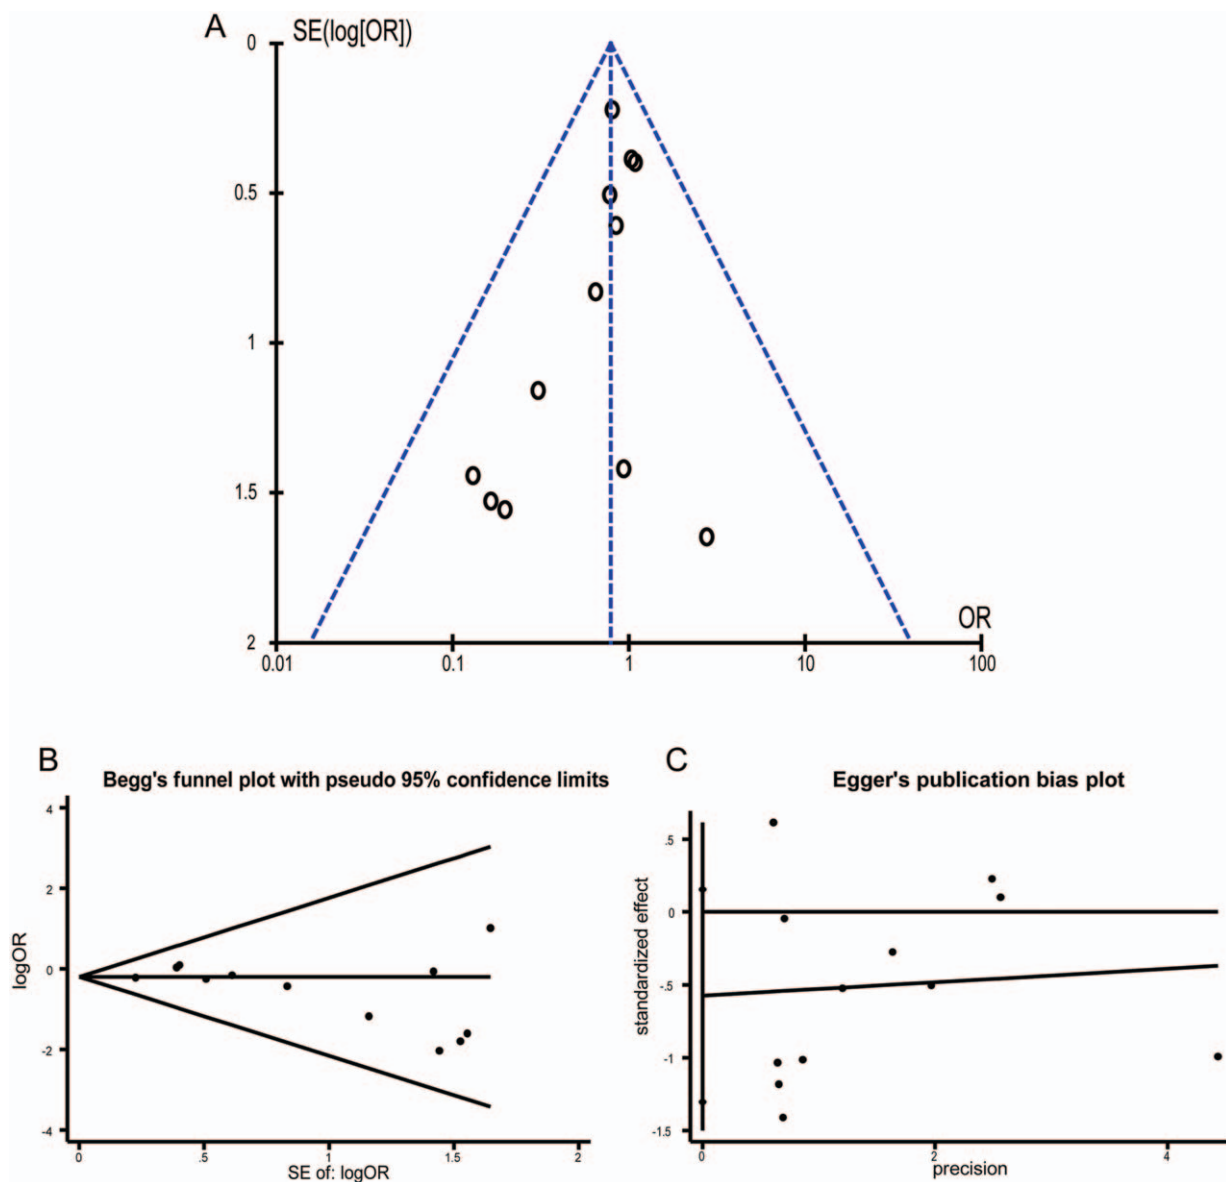 A
SE(log[OR])
0
0.5
1
1.5
2
OR
0.01 0.1 1 10 100
B
Begg's funnel plot with pseudo 95% confidence limits
4
2
0
-2
-4
logOR
0 .5 1 1.5 2
SE of: logOR
C
Egger's publication bias plot
.5
0
-.5
-1
-1.5
standardized effect
0 2 4
precision